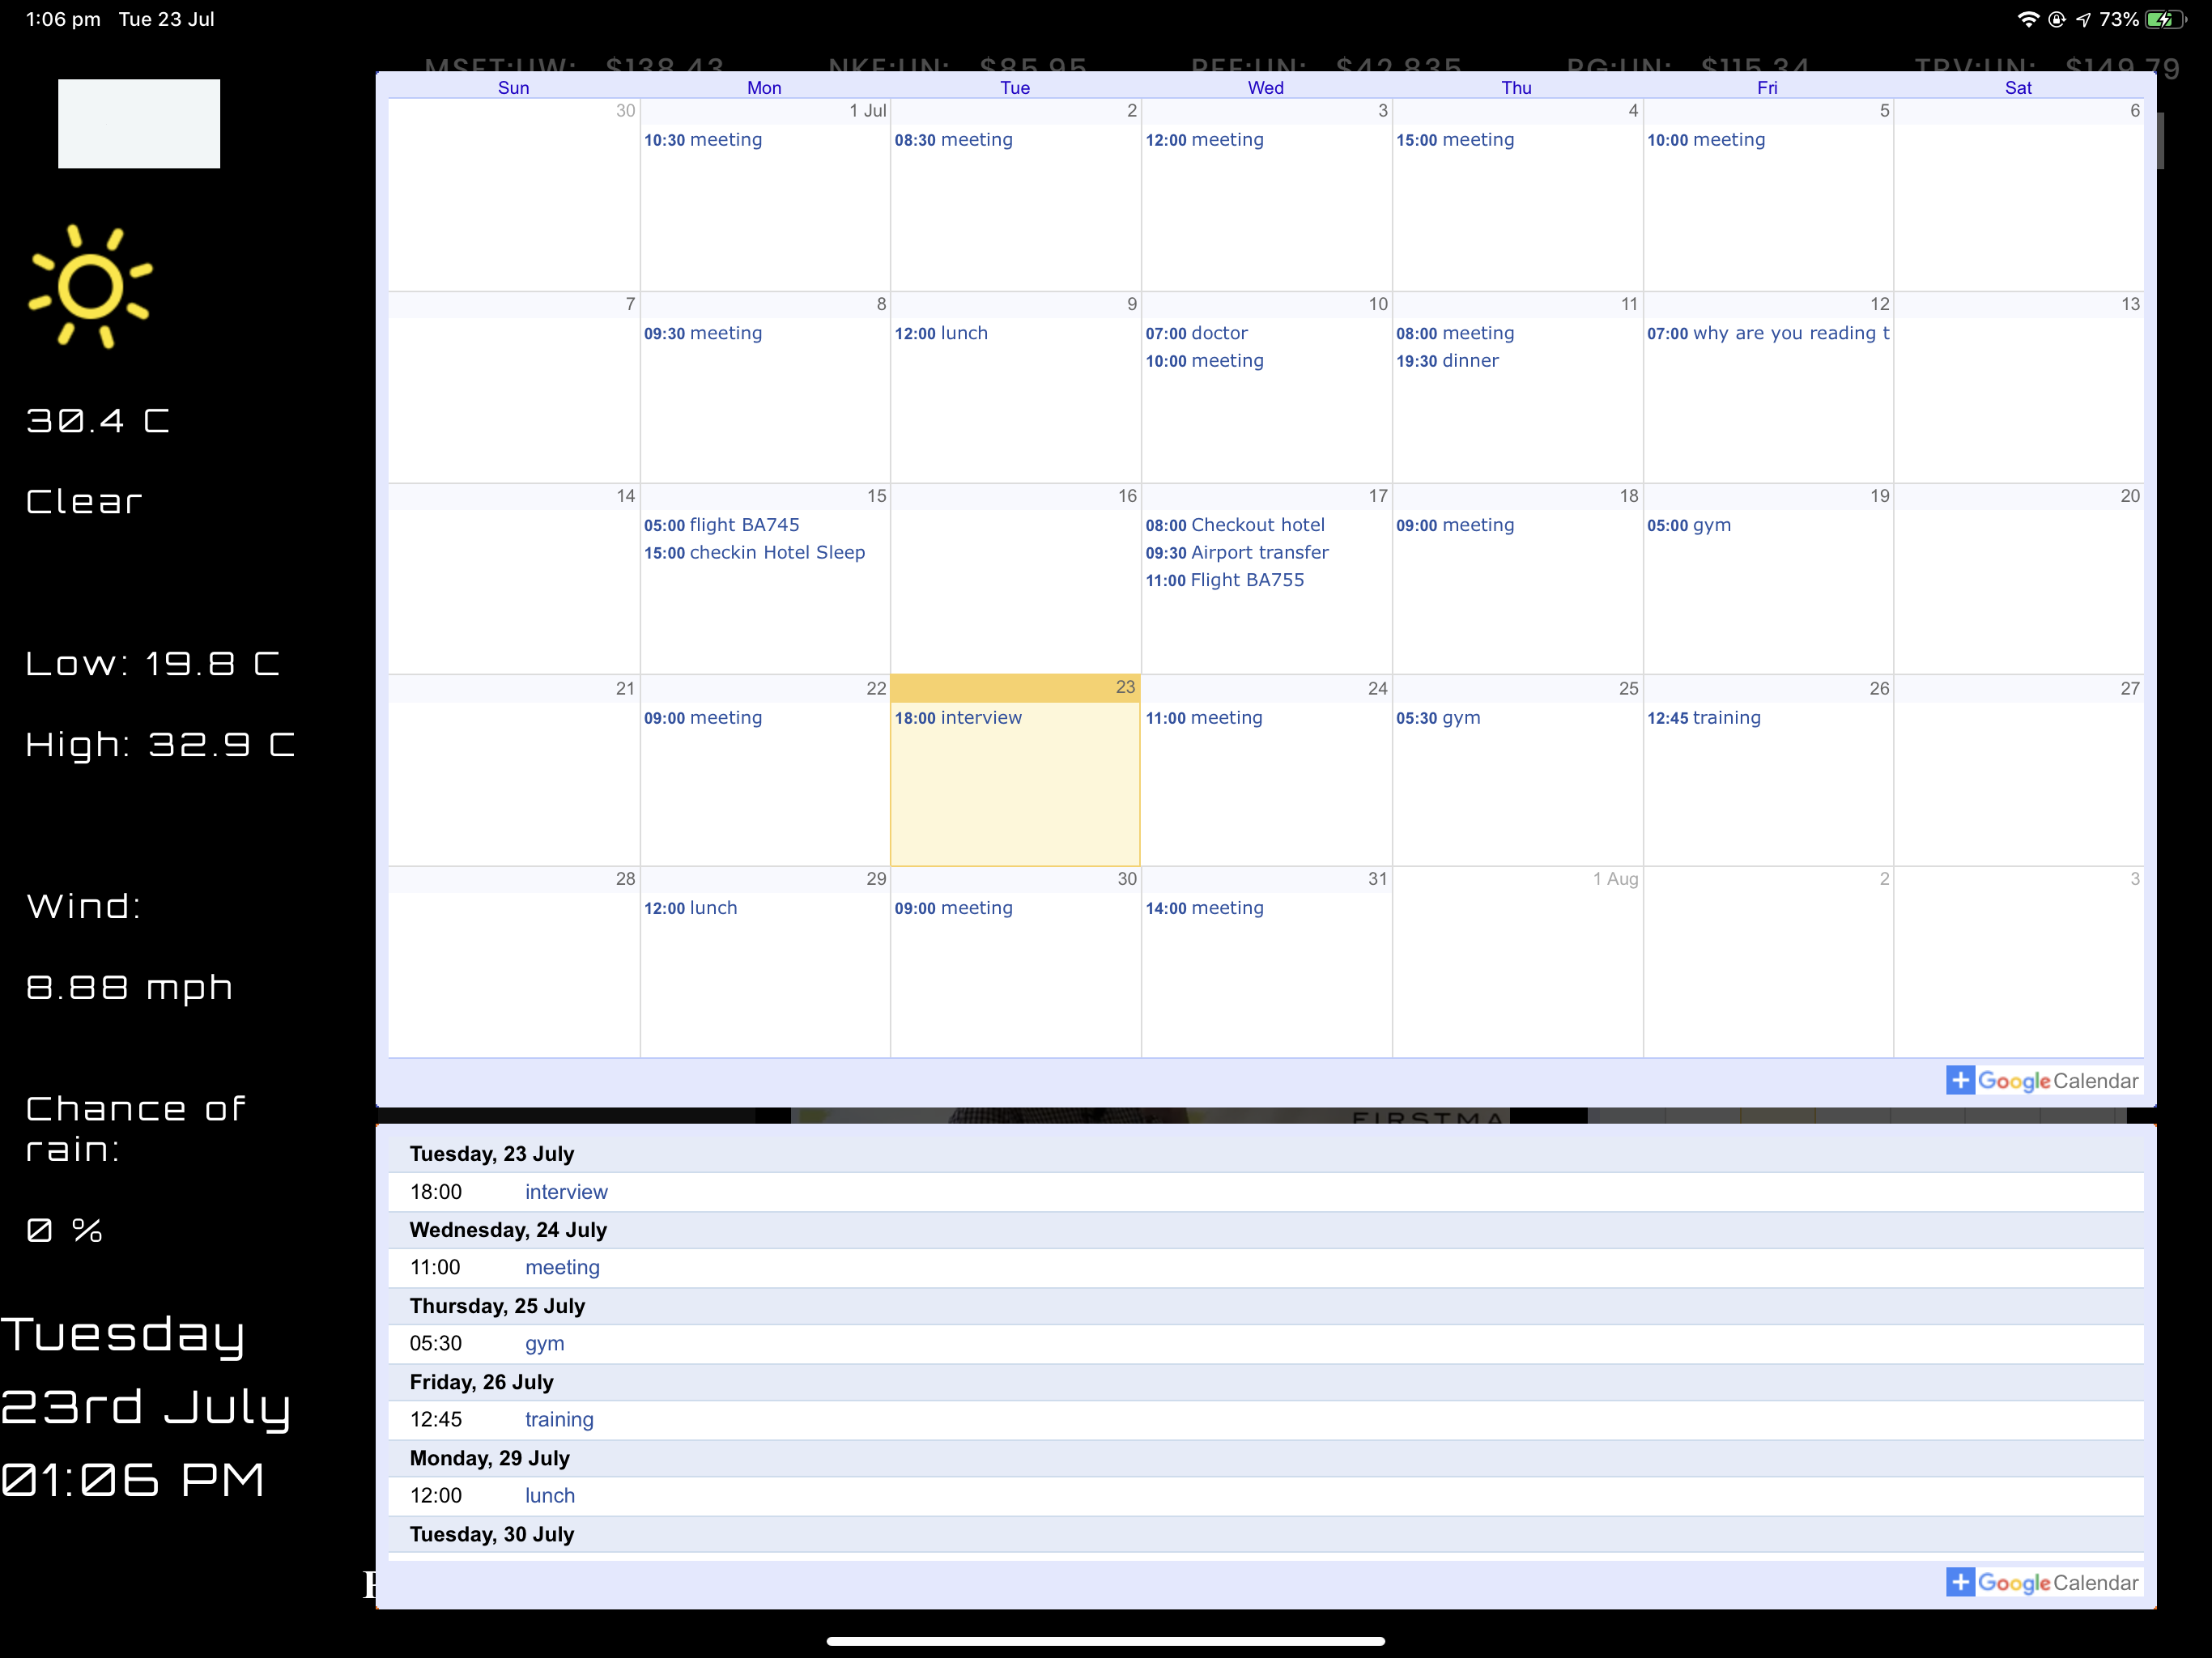 1:06 pm Tue 23 Jul
73%
MSFT:UW: $138.43 NKE:UN: $85.95 PFE:UN: $42.835 PG:UN: $115.34 TRV:UN: $149.79
30.4 C
Clear
Low: 19.8 C
High: 32.9 C
Wind:
8.88 mph
Chance of
rain:
0 %
Tuesday
23rd July
01:06 PM
Sun Mon Tue Wed Thu Fri Sat
30 1 Jul 2 3 4 5 6
10:30 meeting 08:30 meeting 12:00 meeting 15:00 meeting 10:00 meeting
7 8 9 10 11 12 13
09:30 meeting 12:00 lunch 07:00 doctor 08:00 meeting 07:00 why are you reading t
10:00 meeting 19:30 dinner
14 15 16 17 18 19 20
05:00 flight BA745 08:00 Checkout hotel 09:00 meeting 05:00 gym
15:00 checkin Hotel Sleep 09:30 Airport transfer
11:00 Flight BA755
21 22 23 24 25 26 27
09:00 meeting 18:00 interview 11:00 meeting 05:30 gym 12:45 training
28 29 30 31 1 Aug 2 3
12:00 lunch 09:00 meeting 14:00 meeting
+ Google Calendar
FIRSTMA
Tuesday, 23 July
18:00 interview
Wednesday, 24 July
11:00 meeting
Thursday, 25 July
05:30 gym
Friday, 26 July
12:45 training
Monday, 29 July
12:00 lunch
Tuesday, 30 July
+ Google Calendar